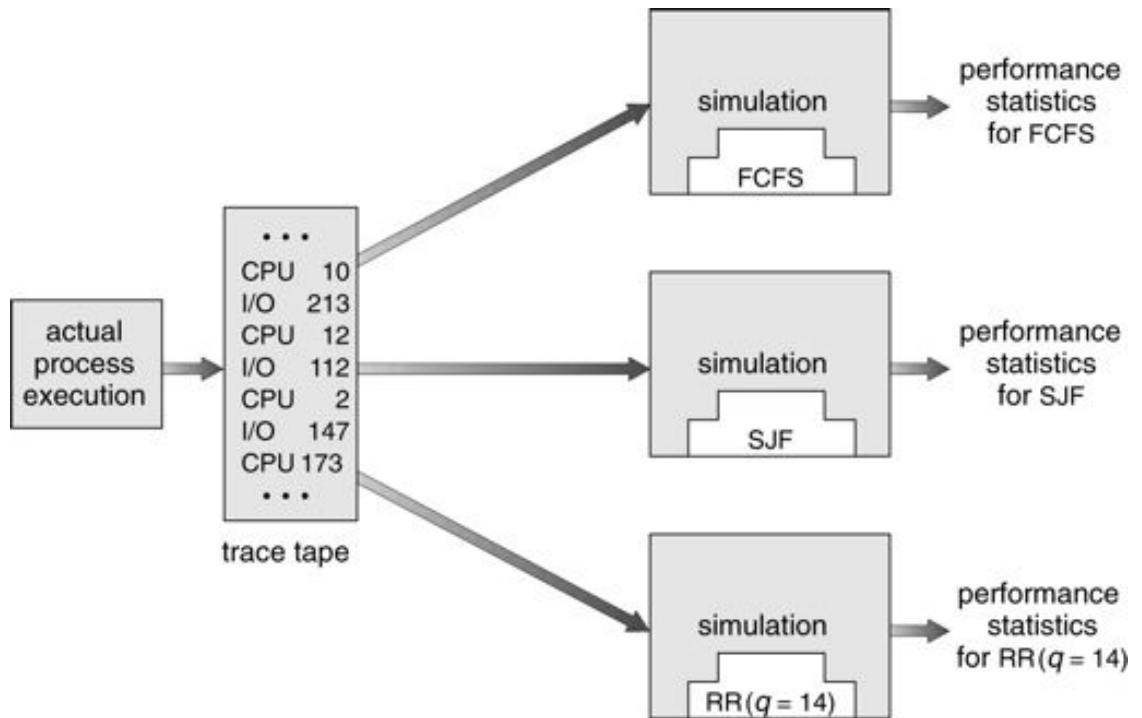 actual
process
execution
• • •
CPU 10
I/O 213
CPU 12
I/O 112
CPU 2
I/O 147
CPU 173
• • •
trace tape
simulation
FCFS
performance
statistics
for FCFS
simulation
SJF
performance
statistics
for SJF
simulation
RR (q = 14)
performance
statistics
for RR (q = 14)